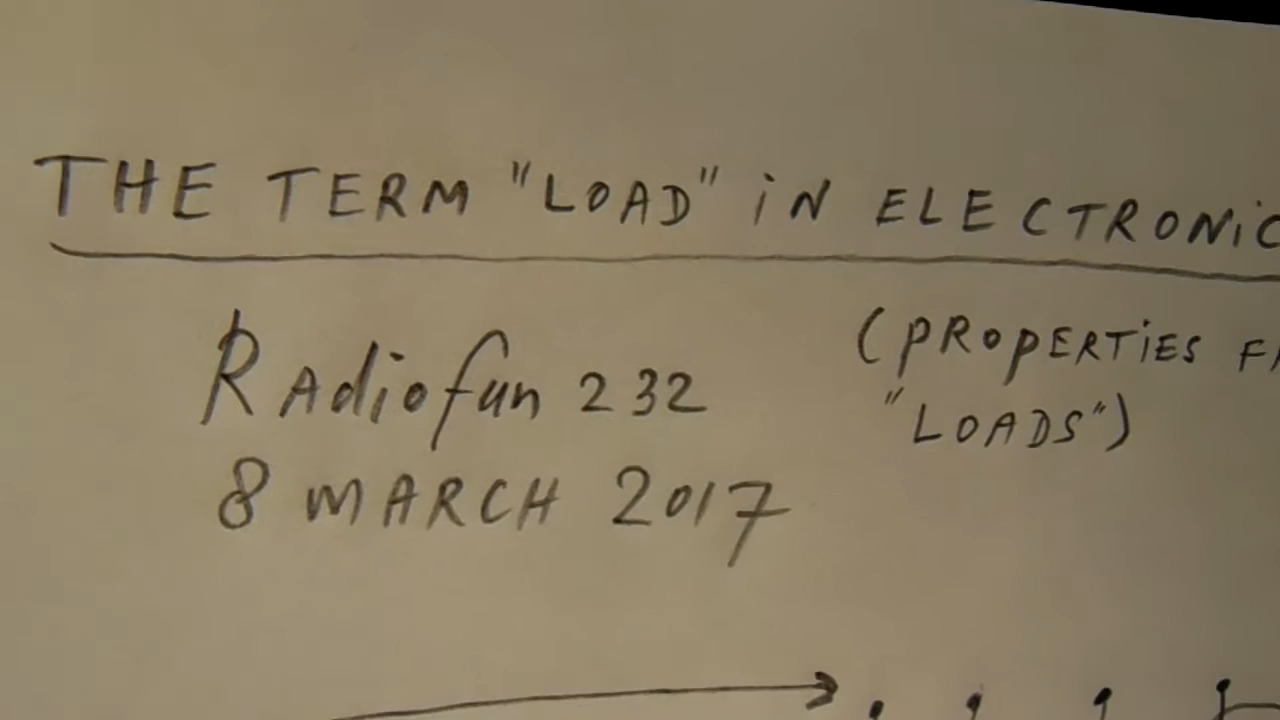 THE TERM "LOAD" iN ELECTRONIC
(PROPERTIES
"LOADS")
RAdiofun 232
8 MARCH 2017